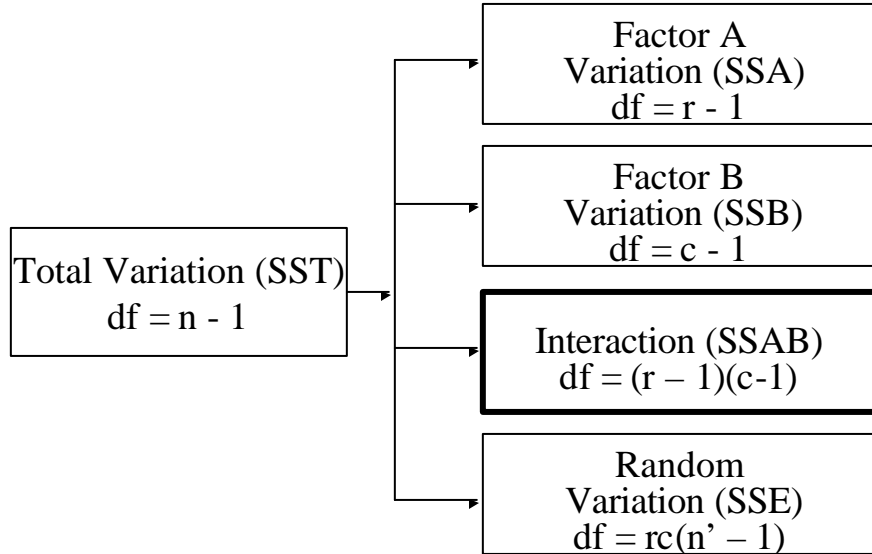 Total Variation (SST)
df = n - 1
Factor A
Variation (SSA)
df = r - 1
Factor B
Variation (SSB)
df = c - 1
Interaction (SSAB)
df = (r – 1)(c-1)
Random
Variation (SSE)
df = rc(n’ – 1)